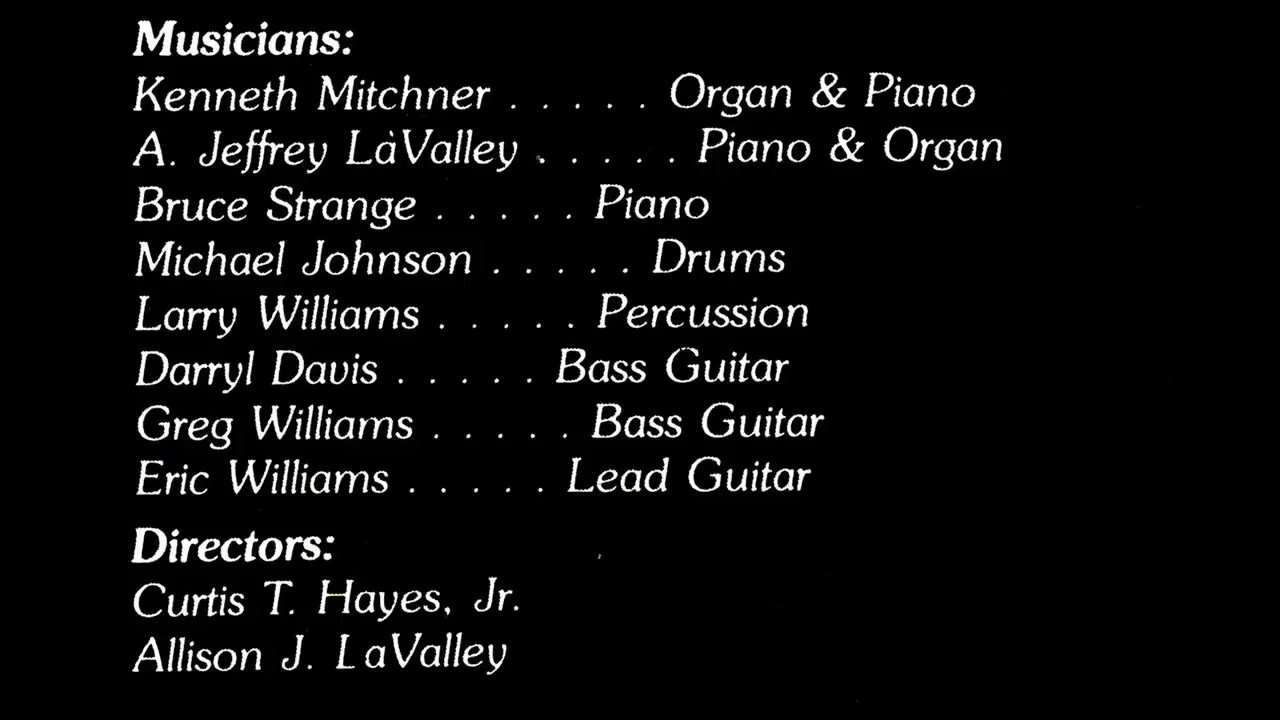 Musicians:
Kenneth Mitchner . . . . . Organ & Piano
A. Jeffrey LàValley . . . . . Piano & Organ
Bruce Strange . . . . . Piano
Michael Johnson . . . . . Drums
Larry Williams . . . . . Percussion
Darryl Davis . . . . . Bass Guitar
Greg Williams . . . . . Bass Guitar
Eric Williams . . . . . Lead Guitar
Directors:
Curtis T. Hayes, Jr.
Allison J. LaValley